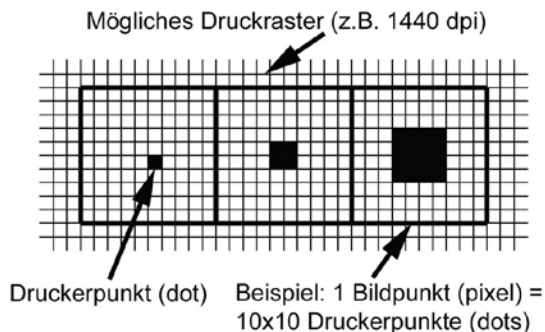 Mögliches Druckraster (z.B. 1440 dpi)
Druckerpunkt (dot)
Beispiel: 1 Bildpunkt (pixel) =
10x10 Druckerpunkte (dots)